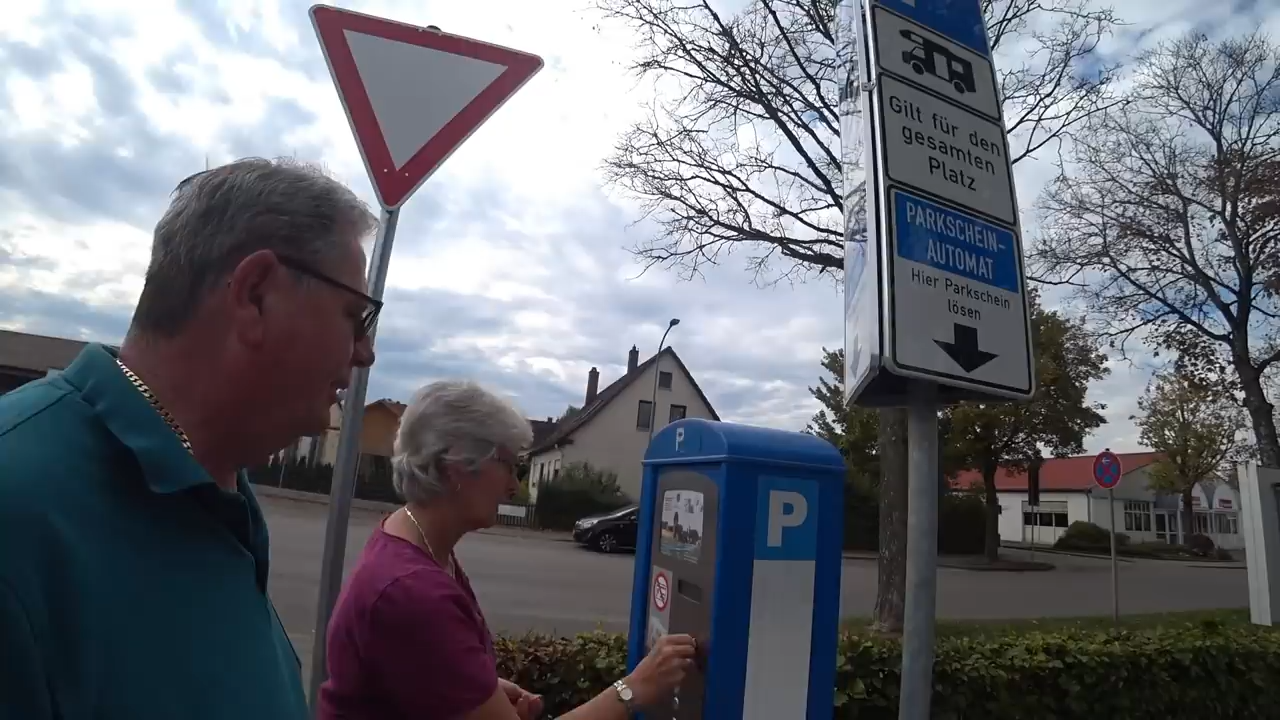 Gilt für den
gesamten
Platz
PARKSCHEIN-
AUTOMAT
Hier Parkschein
lösen
P
P